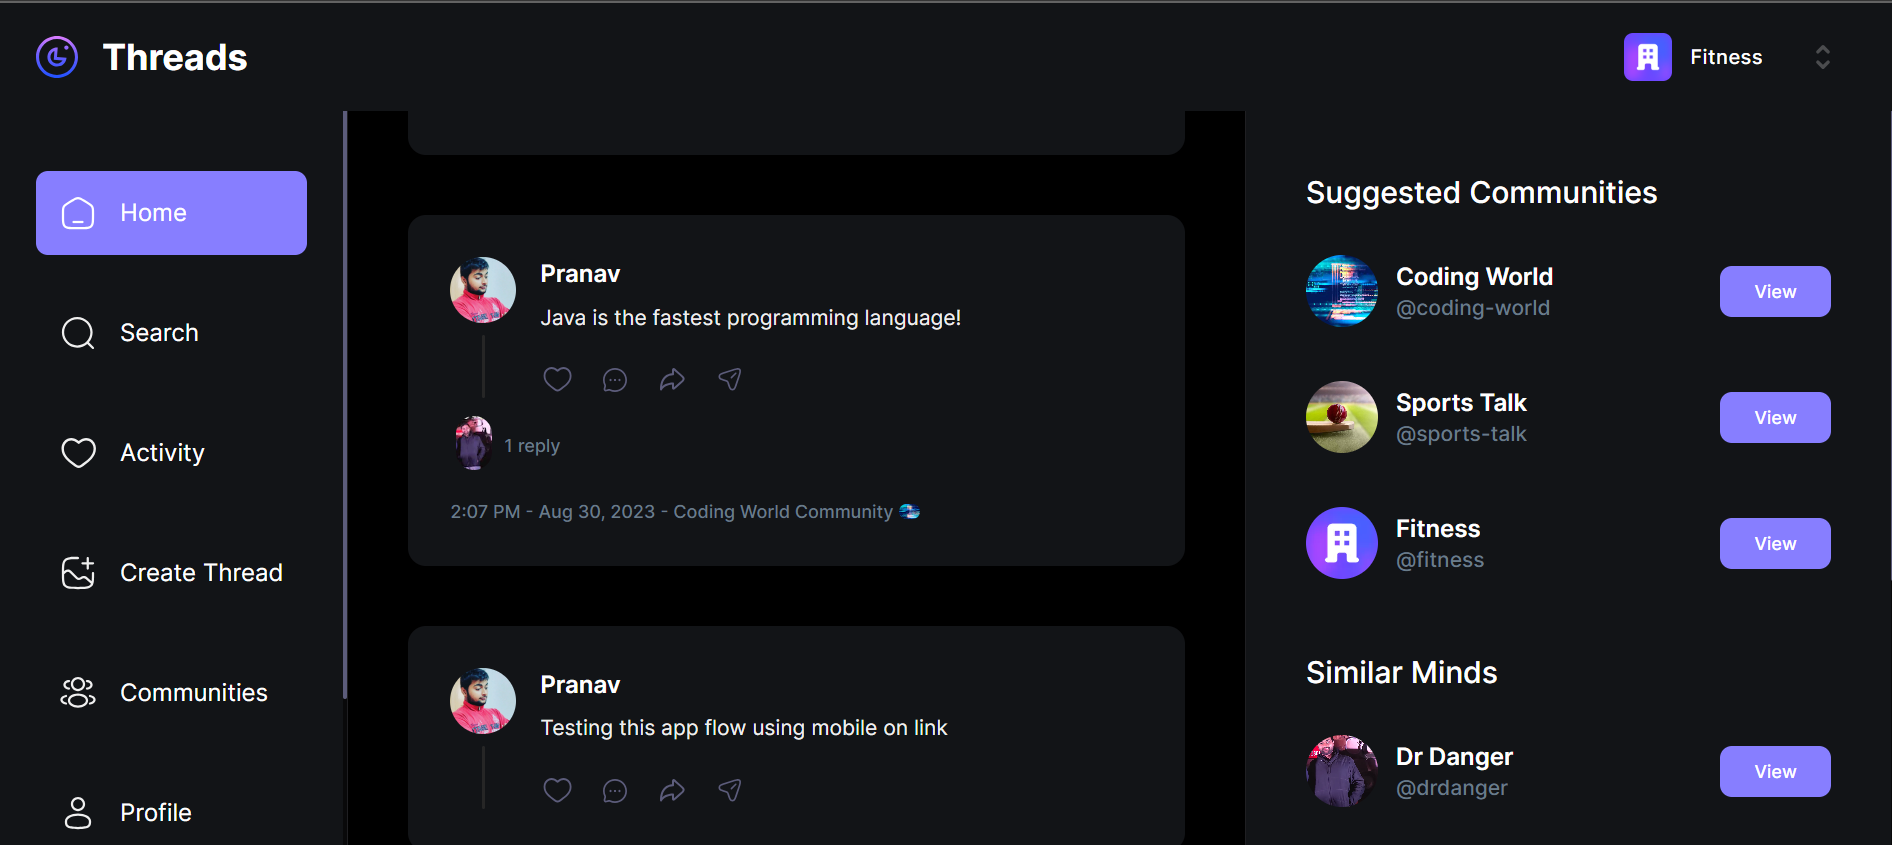 Threads
Fitness
Home
Search
Activity
Create Thread
Communities
Profile
Pranav
Java is the fastest programming language!
1 reply
2:07 PM - Aug 30, 2023 - Coding World Community
Pranav
Testing this app flow using mobile on link
Suggested Communities
Coding World
@coding-world
View
Sports Talk
@sports-talk
View
Fitness
@fitness
View
Similar Minds
Dr Danger
@drdanger
View